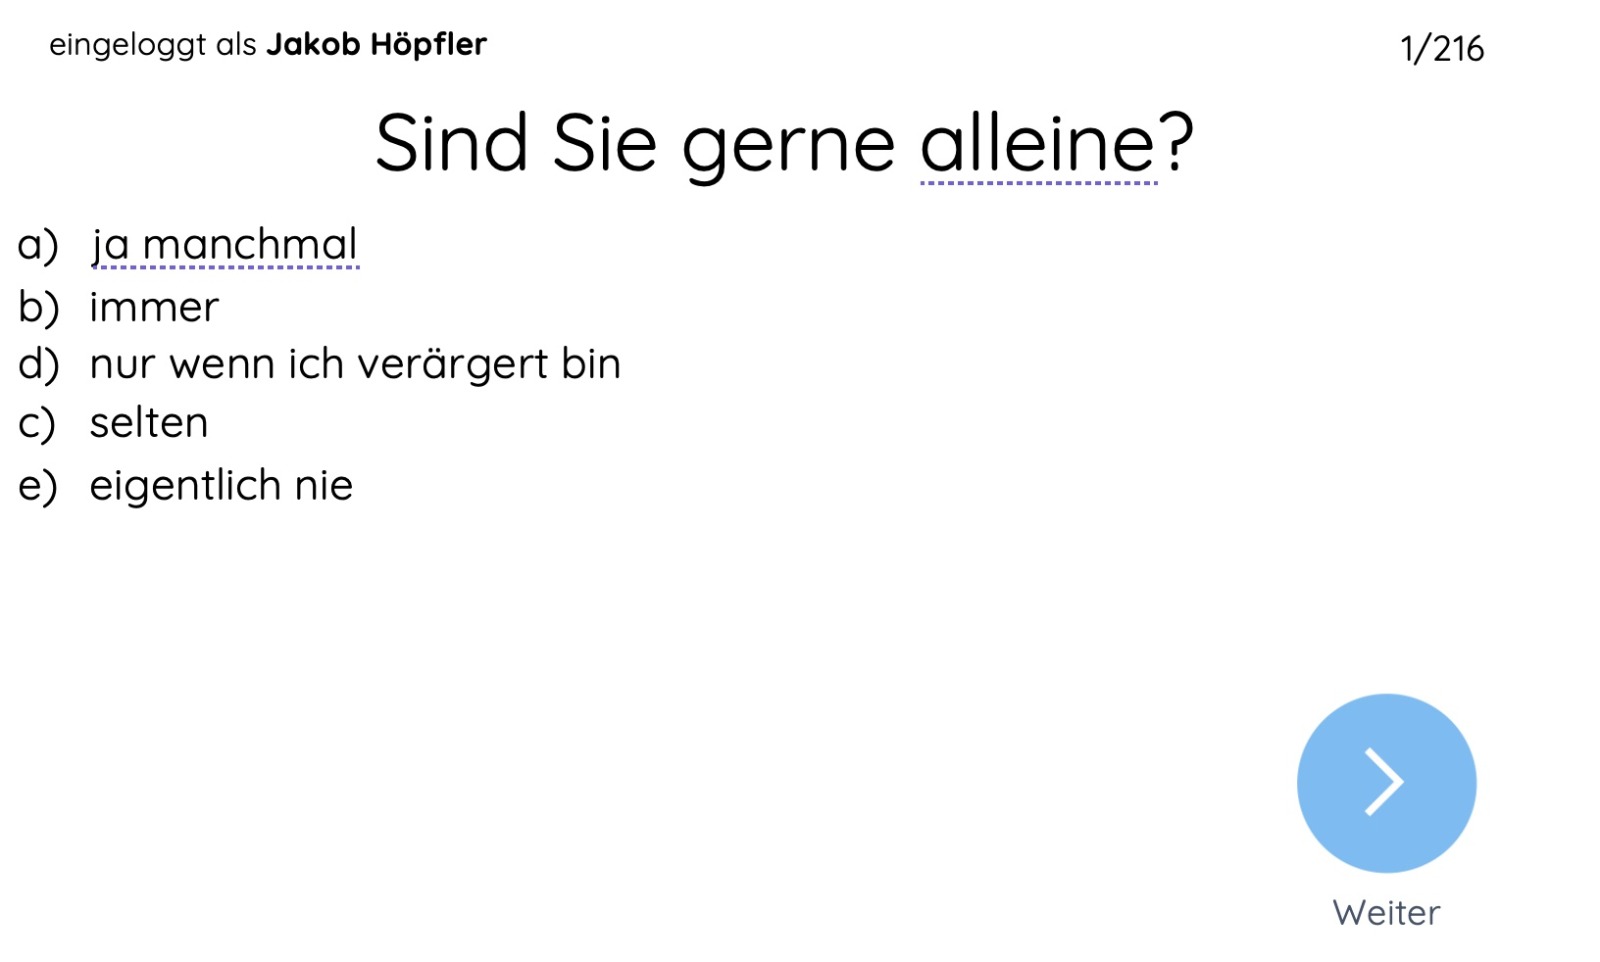 eingeloggt als Jakob Höpfler
1/216
Sind Sie gerne alleine?
a) ja manchmal
b) immer
d) nur wenn ich verärgert bin
c) selten
e) eigentlich nie
Weiter